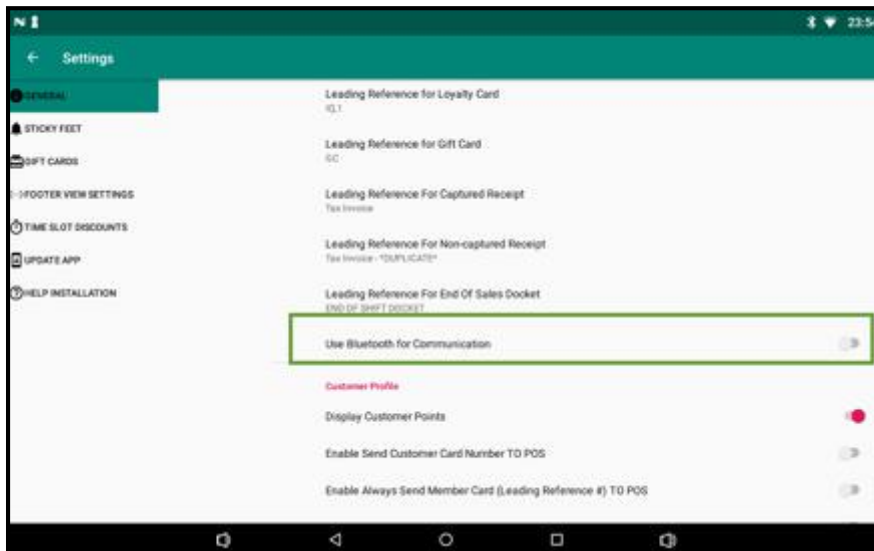 23:54
Settings
GENERAL
STICKY FEET
GIFT CARDS
FOOTER VIEW SETTINGS
TIME SLOT DISCOUNTS
UPDATE APP
HELP INSTALLATION
Leading Reference for Loyalty Card
Leading Reference for Gift Card
GC
Leading Reference For Captured Receipt
Tax Invoice
Leading Reference For Non-captured Receipt
Tax Invoice - *DUPLICATE*
Leading Reference For End Of Sales Docket
END OF SHIFT DOCKET
Use Bluetooth for Communication
Customer Profile
Display Customer Points
Enable Send Customer Card Number TO POS
Enable Always Send Member Card (Leading Reference #) TO POS